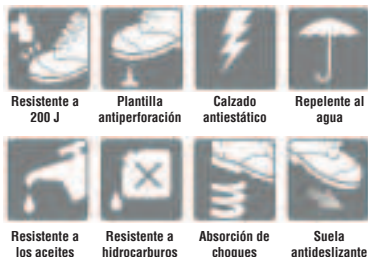 Resistente a
200 J
Plantilla
antiperforación
Calzado
antiestático
Repelente al
agua
Resistente a
los aceites
Resistente a
hidrocarburos
Absorción de
choques
Suela
antideslizante